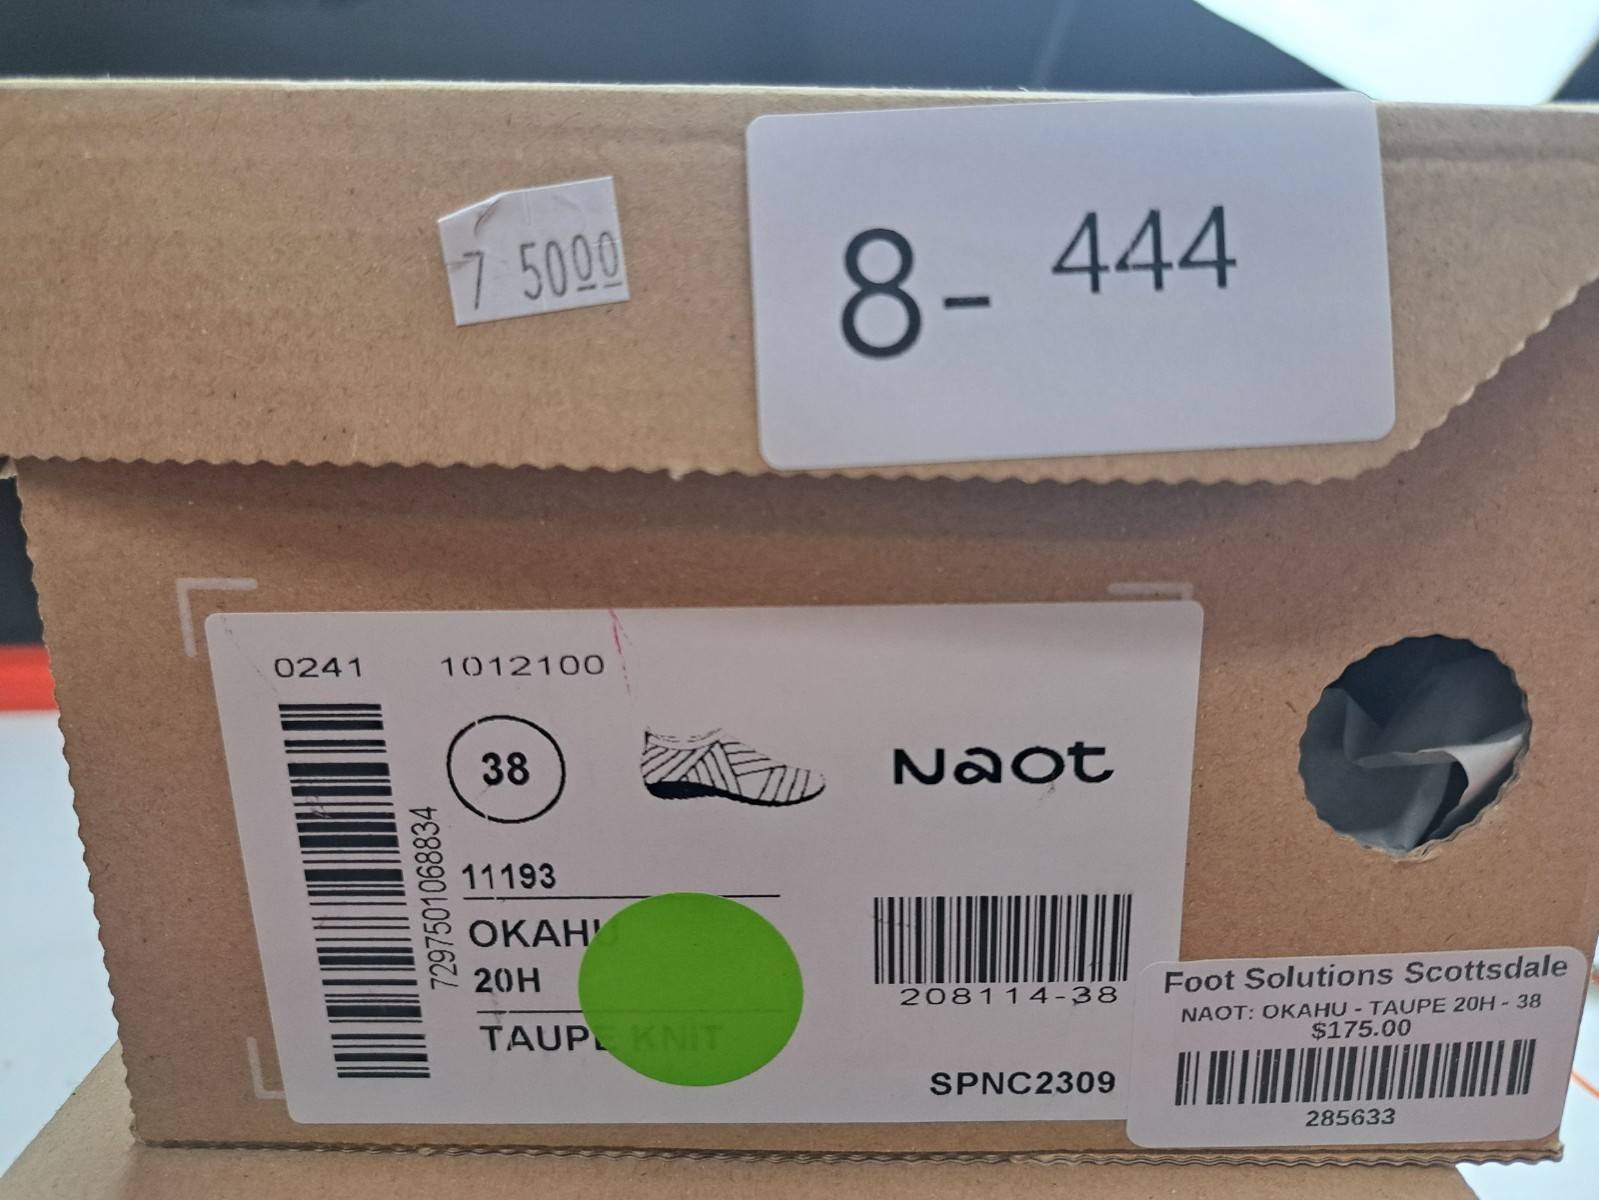 7 5000
8- 444
0241 1012100
38
Naot
7297501068834
11193
OKAHU
20H
TAUPE KNIT
208114-38
SPNC2309
Foot Solutions Scottsdale
NAOT: OKAHU - TAUPE 20H - 38
$175.00
285633